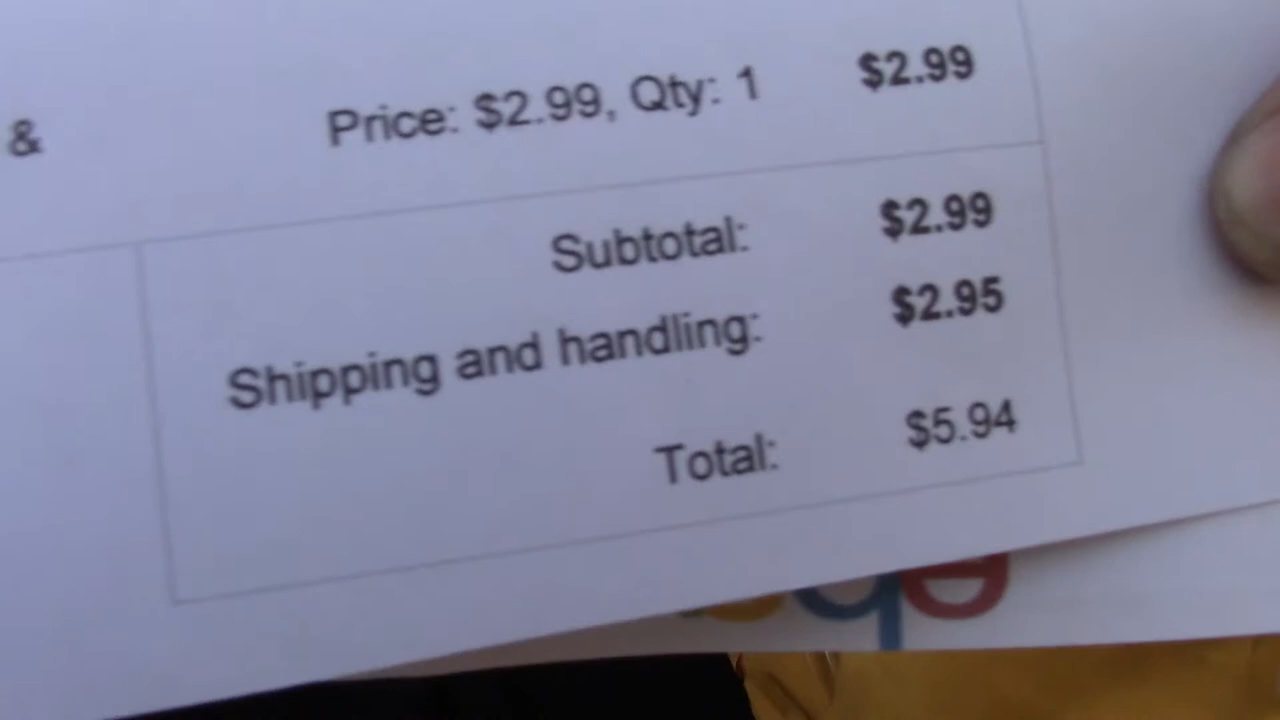 & Price: $2.99, Qty: 1 $2.99
Subtotal: $2.99
Shipping and handling: $2.95
Total: $5.94